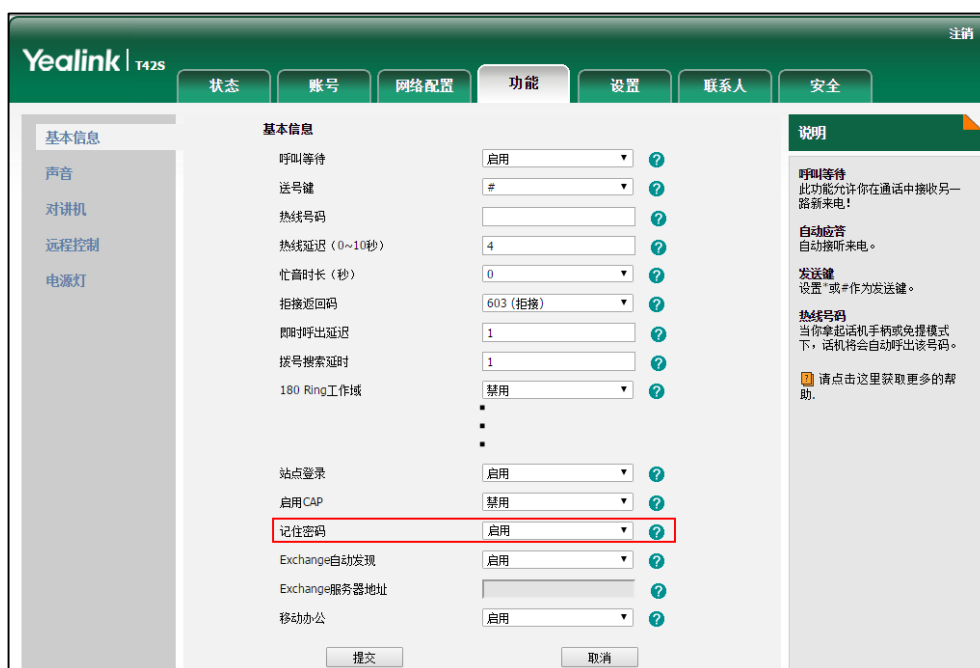 注销
Yealink | T42S
状态 账号 网络配置 功能 设置 联系人 安全
基本信息
声音
对讲机
远程控制
电源灯
基本信息
呼叫等待 启用
送号键 #
热线号码
热线延迟（0~10秒） 4
忙音时长（秒） 0
拒接返回码 603 (拒接)
即时呼出延迟 1
拨号搜索延时 1
180 Ring工作域 禁用
站点登录 启用
启用CAP 禁用
记住密码 启用
Exchange自动发现 启用
Exchange服务器地址
移动办公 启用
提交 取消
说明
呼叫等待
此功能允许你在通话中接收另一
路新来电!
自动应答
自动接听来电。
发送键
设置*或#作为发送键。
热线号码
当你拿起话机手柄或免提模式
下，话机将会自动呼出该号码。
请点击这里获取更多的帮
助.